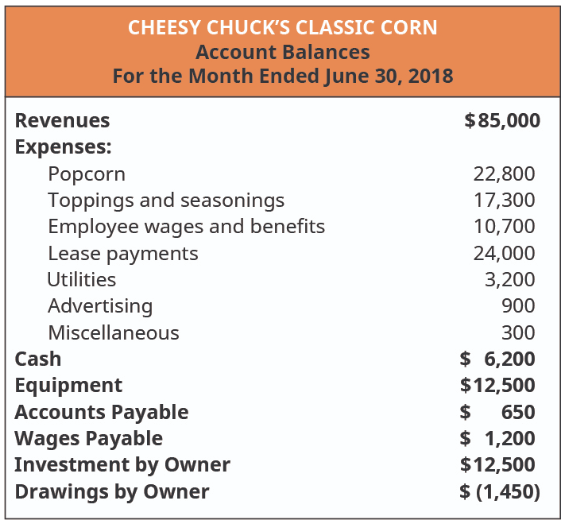 CHEESY CHUCK'S CLASSIC CORN
Account Balances
For the Month Ended June 30, 2018
Revenues $85,000
Expenses:
Popcorn 22,800
Toppings and seasonings 17,300
Employee wages and benefits 10,700
Lease payments 24,000
Utilities 3,200
Advertising 900
Miscellaneous 300
Cash $ 6,200
Equipment $12,500
Accounts Payable $ 650
Wages Payable $ 1,200
Investment by Owner $12,500
Drawings by Owner $ (1,450)